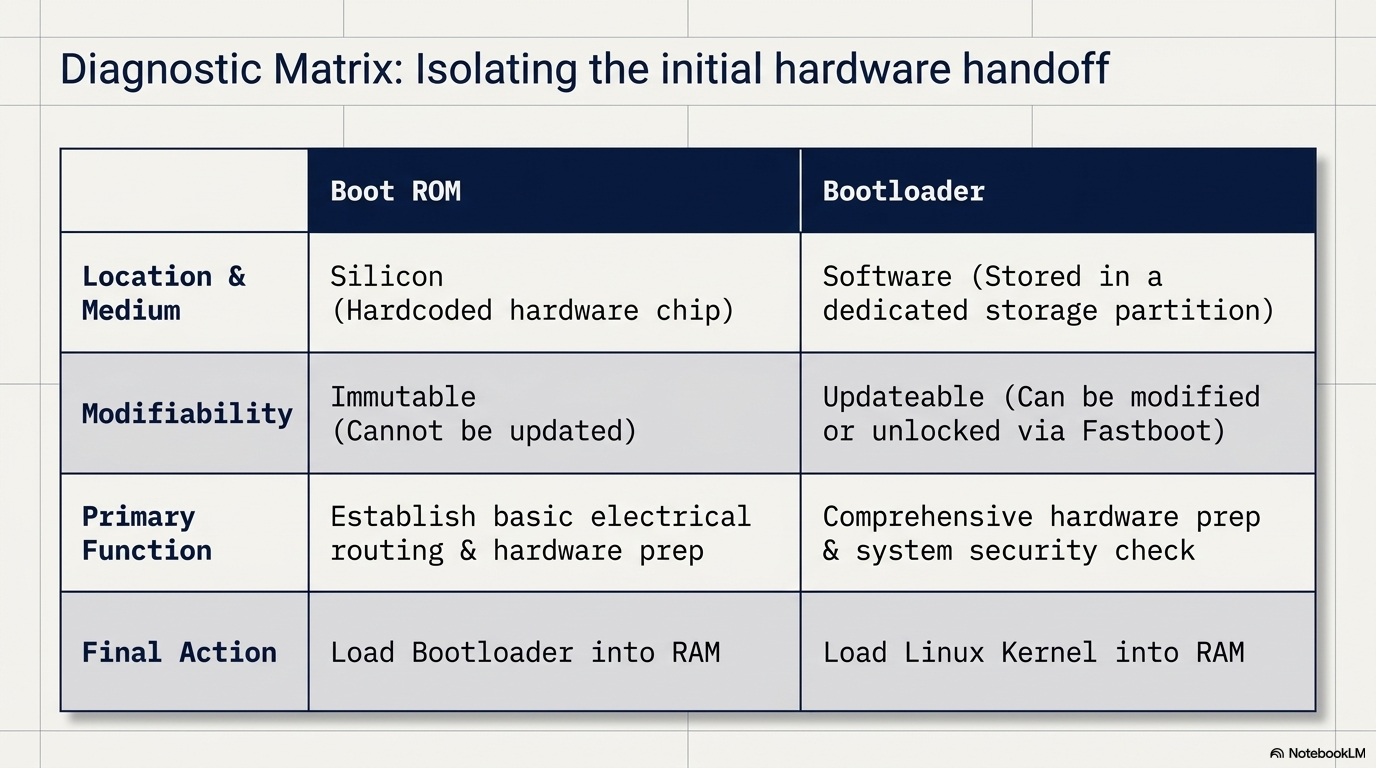 Diagnostic Matrix: Isolating the initial hardware handoff
Boot ROM
Bootloader
Location &
Medium
Silicon
(Hardcoded hardware chip)
Software (Stored in a
dedicated storage partition)
Modifiability
Immutable
(Cannot be updated)
Updateable (Can be modified
or unlocked via Fastboot)
Primary
Function
Establish basic electrical
routing & hardware prep
Comprehensive hardware prep
& system security check
Final Action
Load Bootloader into RAM
Load Linux Kernel into RAM
NotebookLM